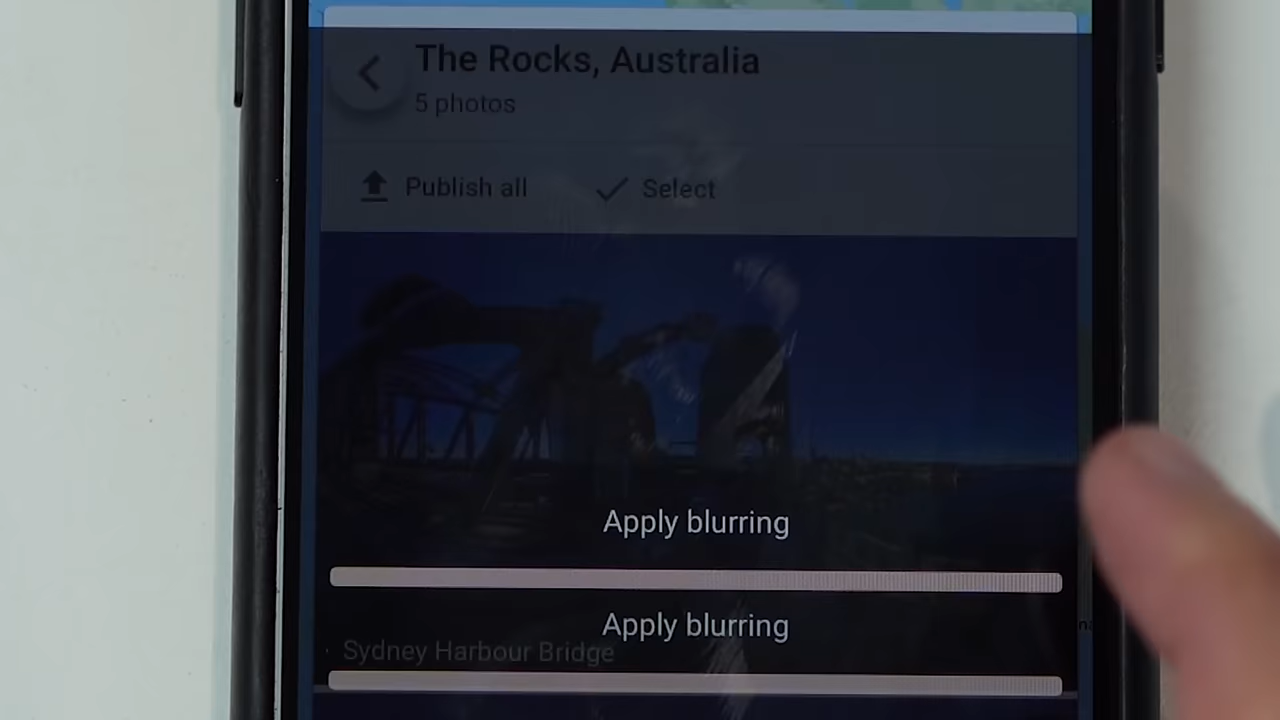 The Rocks, Australia
5 photos
Publish all
Select
Apply blurring
Apply blurring
Sydney Harbour Bridge